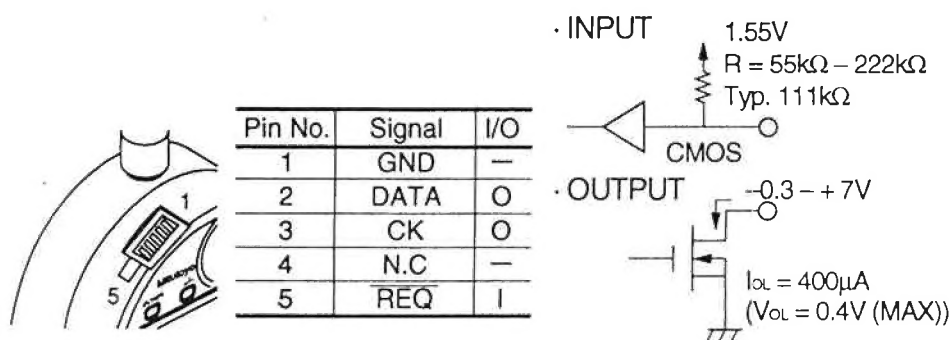 1
5
Mitutoyo
Pin No. Signal I/O
1 GND —
2 DATA O
3 CK O
4 N.C —
5 R̅E̅Q̅ I
· INPUT
1.55V
R = 55kΩ – 222kΩ
Typ. 111kΩ
CMOS
· OUTPUT
–0.3 – + 7V
IOL = 400μA
(VOL = 0.4V (MAX))